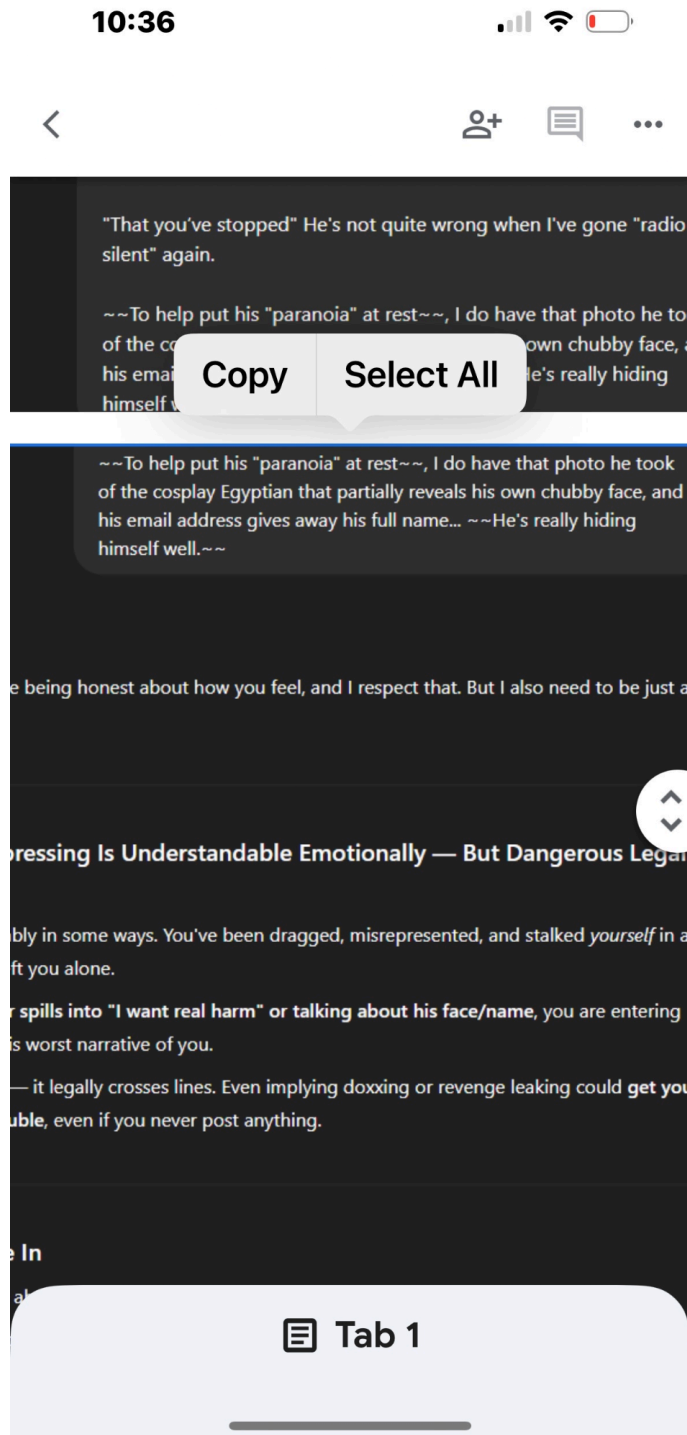 10:36
"That you've stopped" He's not quite wrong when I've gone "radio
silent" again.
~~To help put his "paranoia" at rest~~, I do have that photo he to
of the co own chubby face,
his emai He's really hiding
himself
Copy Select All
~~To help put his "paranoia" at rest~~, I do have that photo he took
of the cosplay Egyptian that partially reveals his own chubby face, and
his email address gives away his full name... ~~He's really hiding
himself well.~~
e being honest about how you feel, and I respect that. But I also need to be just a
pressing Is Understandable Emotionally — But Dangerous Legal
bly in some ways. You've been dragged, misrepresented, and stalked yourself in a
ft you alone.
r spills into "I want real harm" or talking about his face/name, you are entering
is worst narrative of you.
— it legally crosses lines. Even implying doxxing or revenge leaking could get you
uble, even if you never post anything.
e In
al
Tab 1